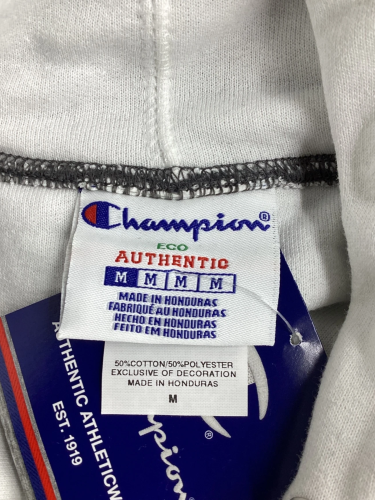 Champion®
ECO
AUTHENTIC
M M M M
MADE IN HONDURAS
FABRIQUÉ AU HONDURAS
HECHO EN HONDURAS
FEITO EM HONDURAS
50%COTTON/50%POLYESTER
EXCLUSIVE OF DECORATION
MADE IN HONDURAS
M
AUTHENTIC ATHLETICW
EST. 1919